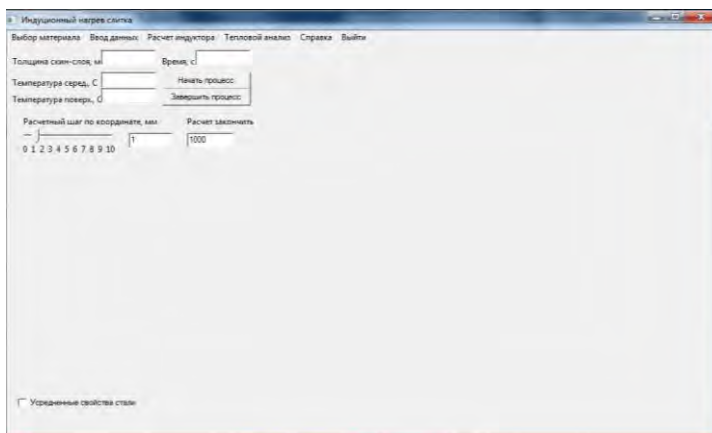 Индукционный нагрев слитка
Выбор материала Ввод данных Расчет индуктора Тепловой анализ Справка Выйти
Толщина скин-слоя, м Время, с
Температура серед, С Начать процесс
Температура поверх, С Завершить процесс
Расчетный шаг по координате, мм Расчет закончить
1 1000
0 1 2 3 4 5 6 7 8 9 10
Усредненные свойства стали